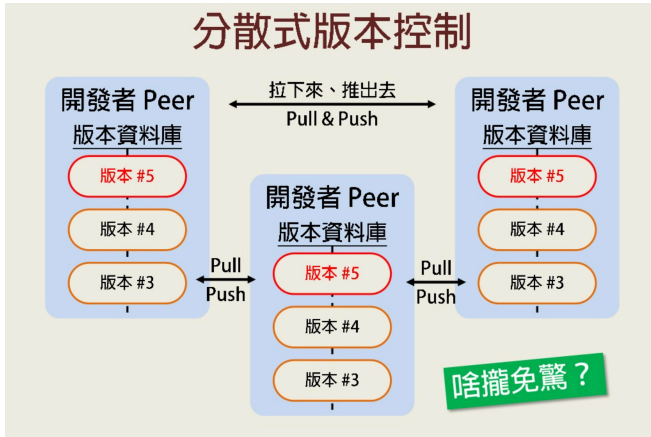 分散式版本控制
開發者 Peer
版本資料庫
版本 #5
版本 #4
版本 #3
拉下來、推出去
Pull & Push
開發者 Peer
版本資料庫
版本 #5
版本 #4
版本 #3
Pull
Push
開發者 Peer
版本資料庫
版本 #5
版本 #4
版本 #3
Pull
Push
啥攏免驚？